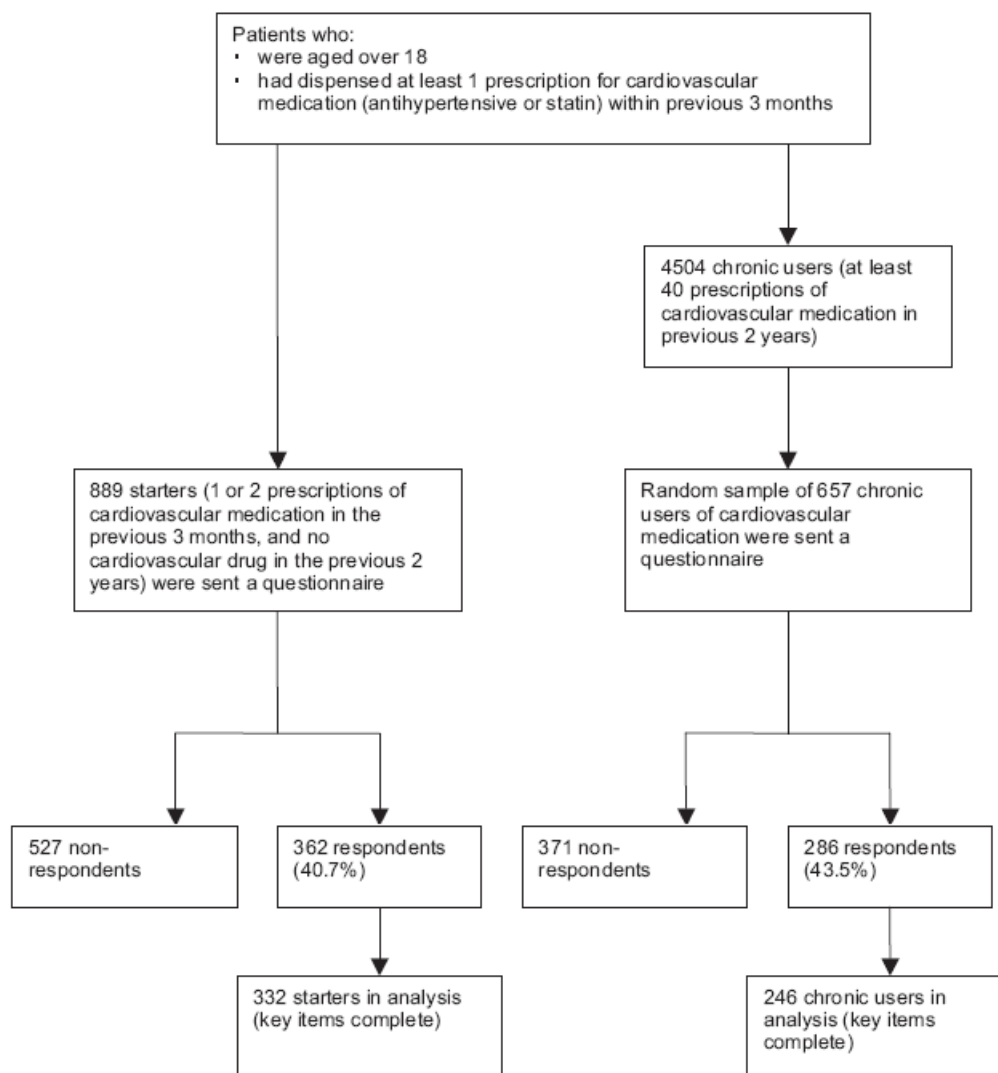 Patients who:
· were aged over 18
· had dispensed at least 1 prescription for cardiovascular
medication (antihypertensive or statin) within previous 3 months
4504 chronic users (at least
40 prescriptions of
cardiovascular medication in
previous 2 years)
889 starters (1 or 2 prescriptions of
cardiovascular medication in the
previous 3 months, and no
cardiovascular drug in the previous 2
years) were sent a questionnaire
Random sample of 657 chronic
users of cardiovascular
medication were sent a
questionnaire
527 non-
respondents
362 respondents
(40.7%)
371 non-
respondents
286 respondents
(43.5%)
332 starters in analysis
(key items complete)
246 chronic users in
analysis (key items
complete)